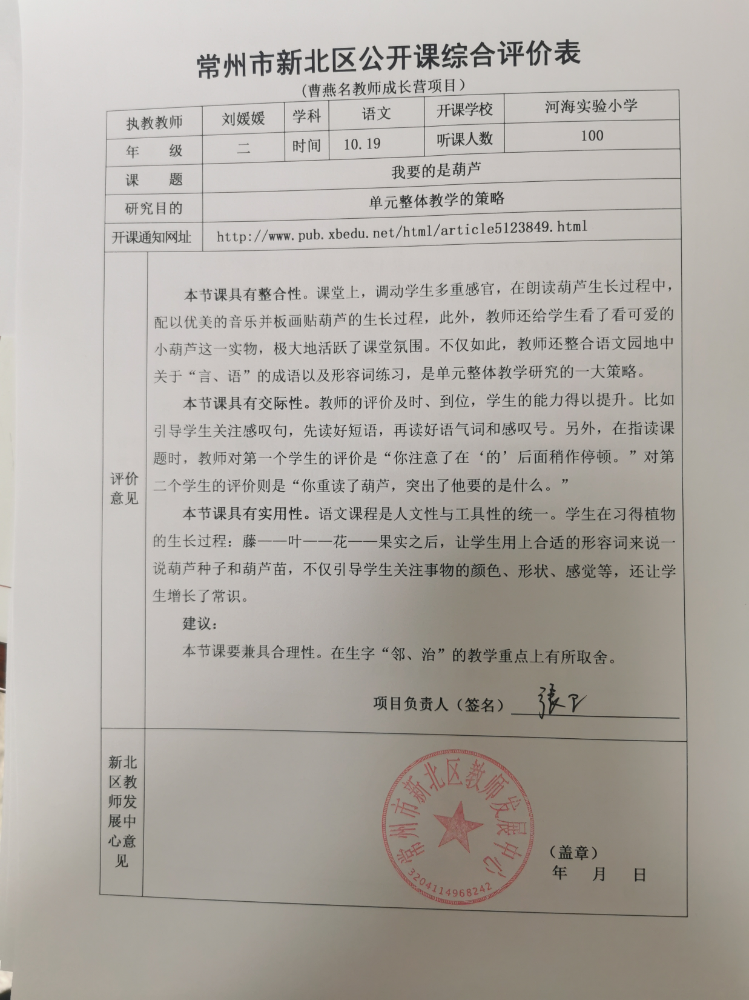 常州市新北区公开课综合评价表
(曹燕名教师成长营项目)
执教教师 刘媛媛 学科 语文 开课学校 河海实验小学
年 级 二 时间 10.19 听课人数 100
课 题 我要的是葫芦
研究目的 单元整体教学的策略
开课通知网址 http://www.pub.xbedu.net/html/article5123849.html
评价
意见
本节课具有整合性。课堂上，调动学生多重感官，在朗读葫芦生长过程中，
配以优美的音乐并板画贴葫芦的生长过程，此外，教师还给学生看了看可爱的
小葫芦这一实物，极大地活跃了课堂氛围。不仅如此，教师还整合语文园地中
关于“言、语”的成语以及形容词练习，是单元整体教学研究的一大策略。
本节课具有交际性。教师的评价及时、到位，学生的能力得以提升。比如
引导学生关注感叹句，先读好短语，再读好语气词和感叹号。另外，在指读课
题时，教师对第一个学生的评价是“你注意了在‘的’后面稍作停顿。”对第
二个学生的评价则是“你重读了葫芦，突出了他要的是什么。”
本节课具有实用性。语文课程是人文性与工具性的统一。学生在习得植物
的生长过程：藤——叶——花——果实之后，让学生用上合适的形容词来说一
说葫芦种子和葫芦苗，不仅引导学生关注事物的颜色、形状、感觉等，还让学
生增长了常识。
建议：
本节课要兼具合理性。在生字“邻、治”的教学重点上有所取舍。
项目负责人（签名）
新北
区教
师发
展中
心意
见
常州市新北区教师发展中心
3204114968242
（盖章）
年 月 日